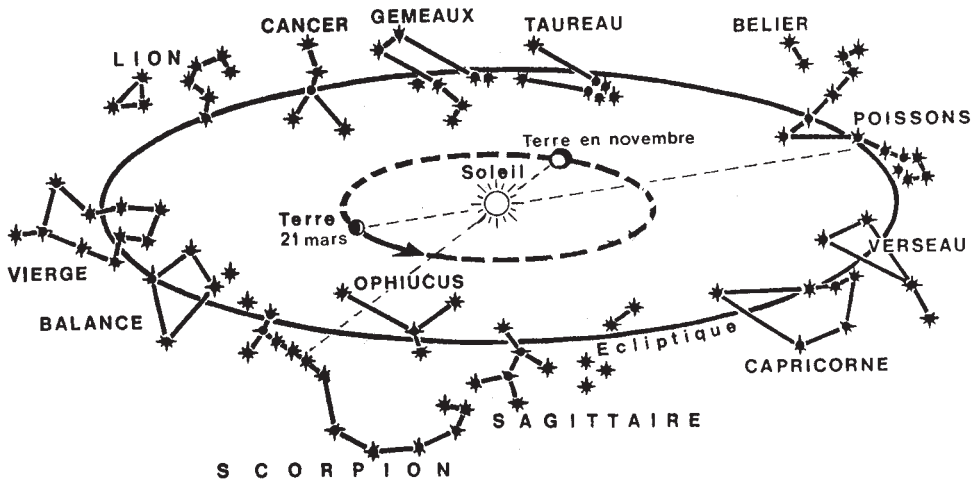 GEMEAUX
CANCER
TAUREAU
BELIER
LION
POISSONS
Terre en novembre
Soleil
Terre
21 mars
VERSEAU
VIERGE
OPHIUCUS
BALANCE
Ecliptique
CAPRICORNE
SAGITTAIRE
SCORPION